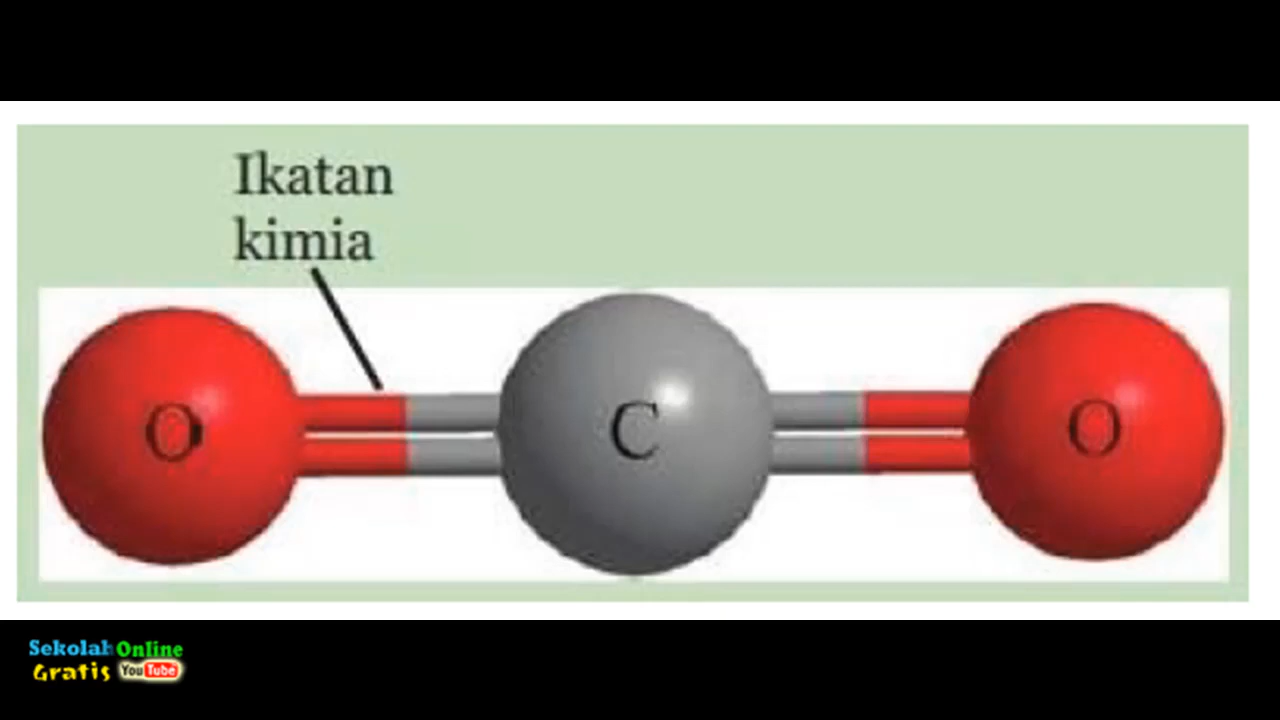 Ikatan
kimia
O
C
O
Sekolah Online
Gratis YouTube